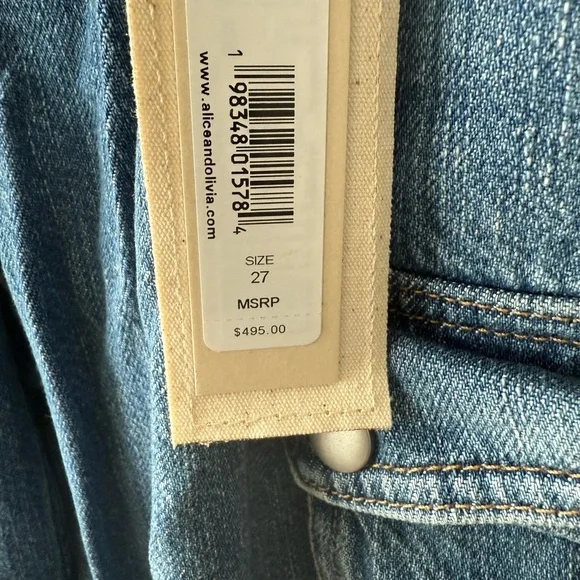 www.aliceandolivia.com
1 98348 01578 4
SIZE
27
MSRP
$495.00